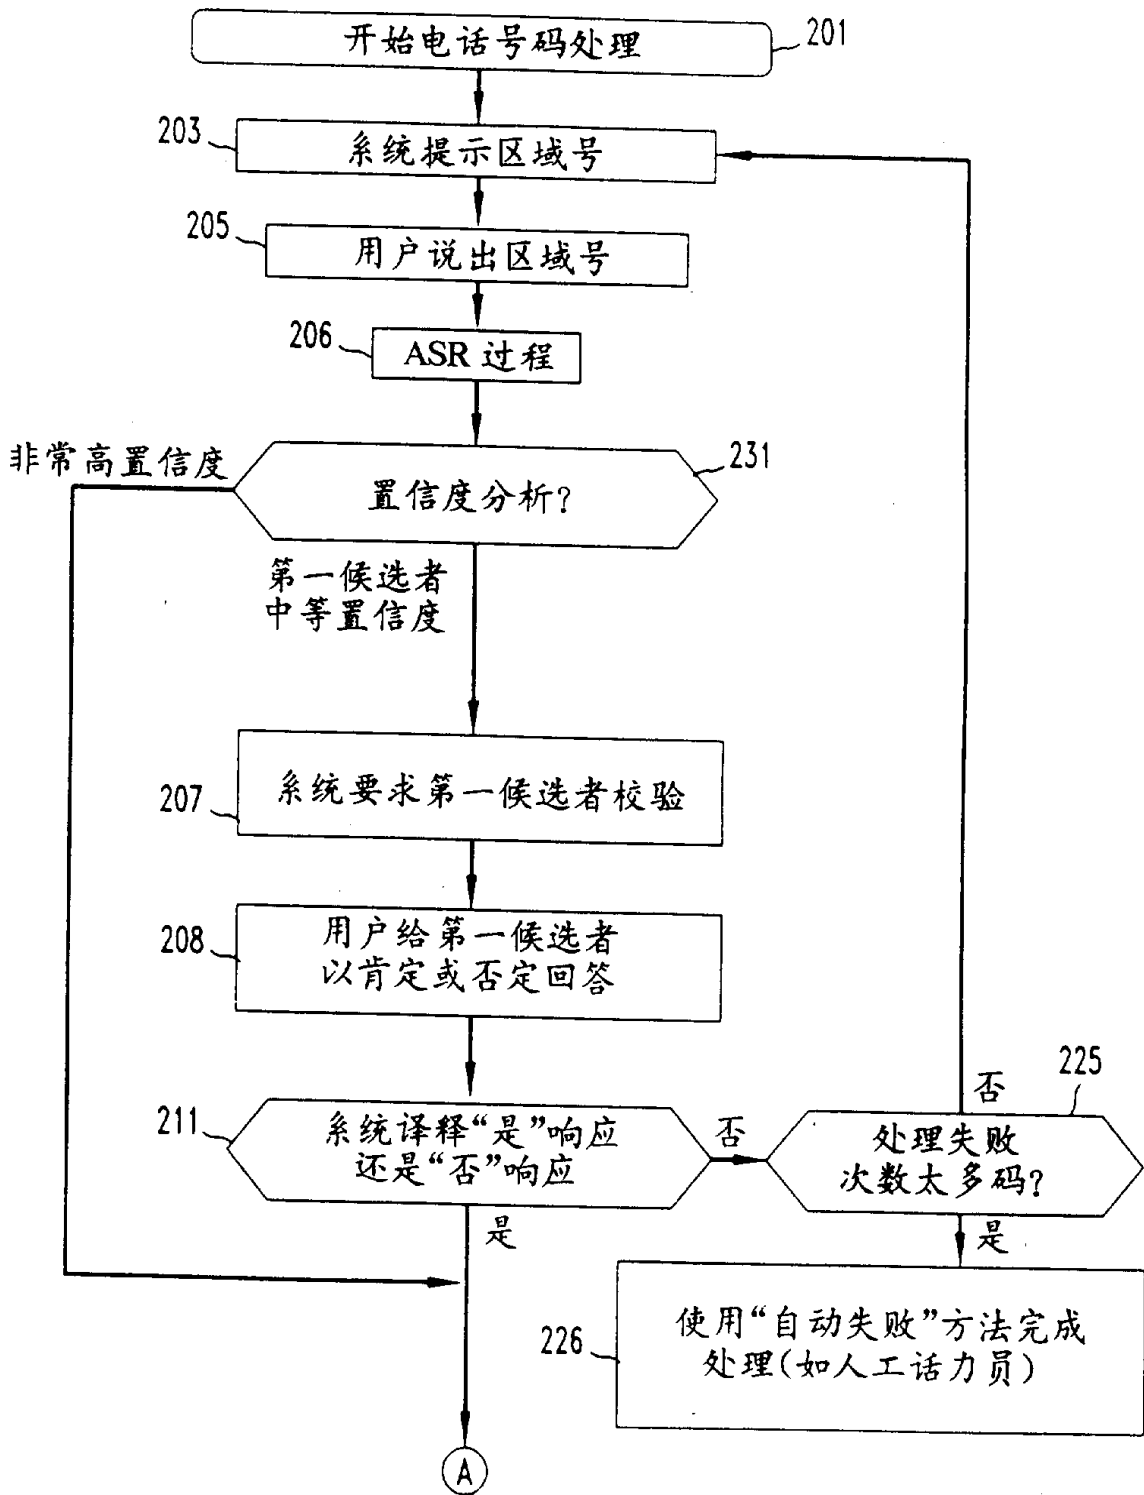 开始电话号码处理
201
203
系统提示区域号
205
用户说出区域号
206
ASR 过程
非常高置信度
231
置信度分析?
第一候选者
中等置信度
207
系统要求第一候选者校验
208
用户给第一候选者
以肯定或否定回答
211
系统译释“是”响应
还是“否”响应
否
225
否
处理失败
次数太多码?
是
是
226
使用“自动失败”方法完成
处理(如人工话力员)
A